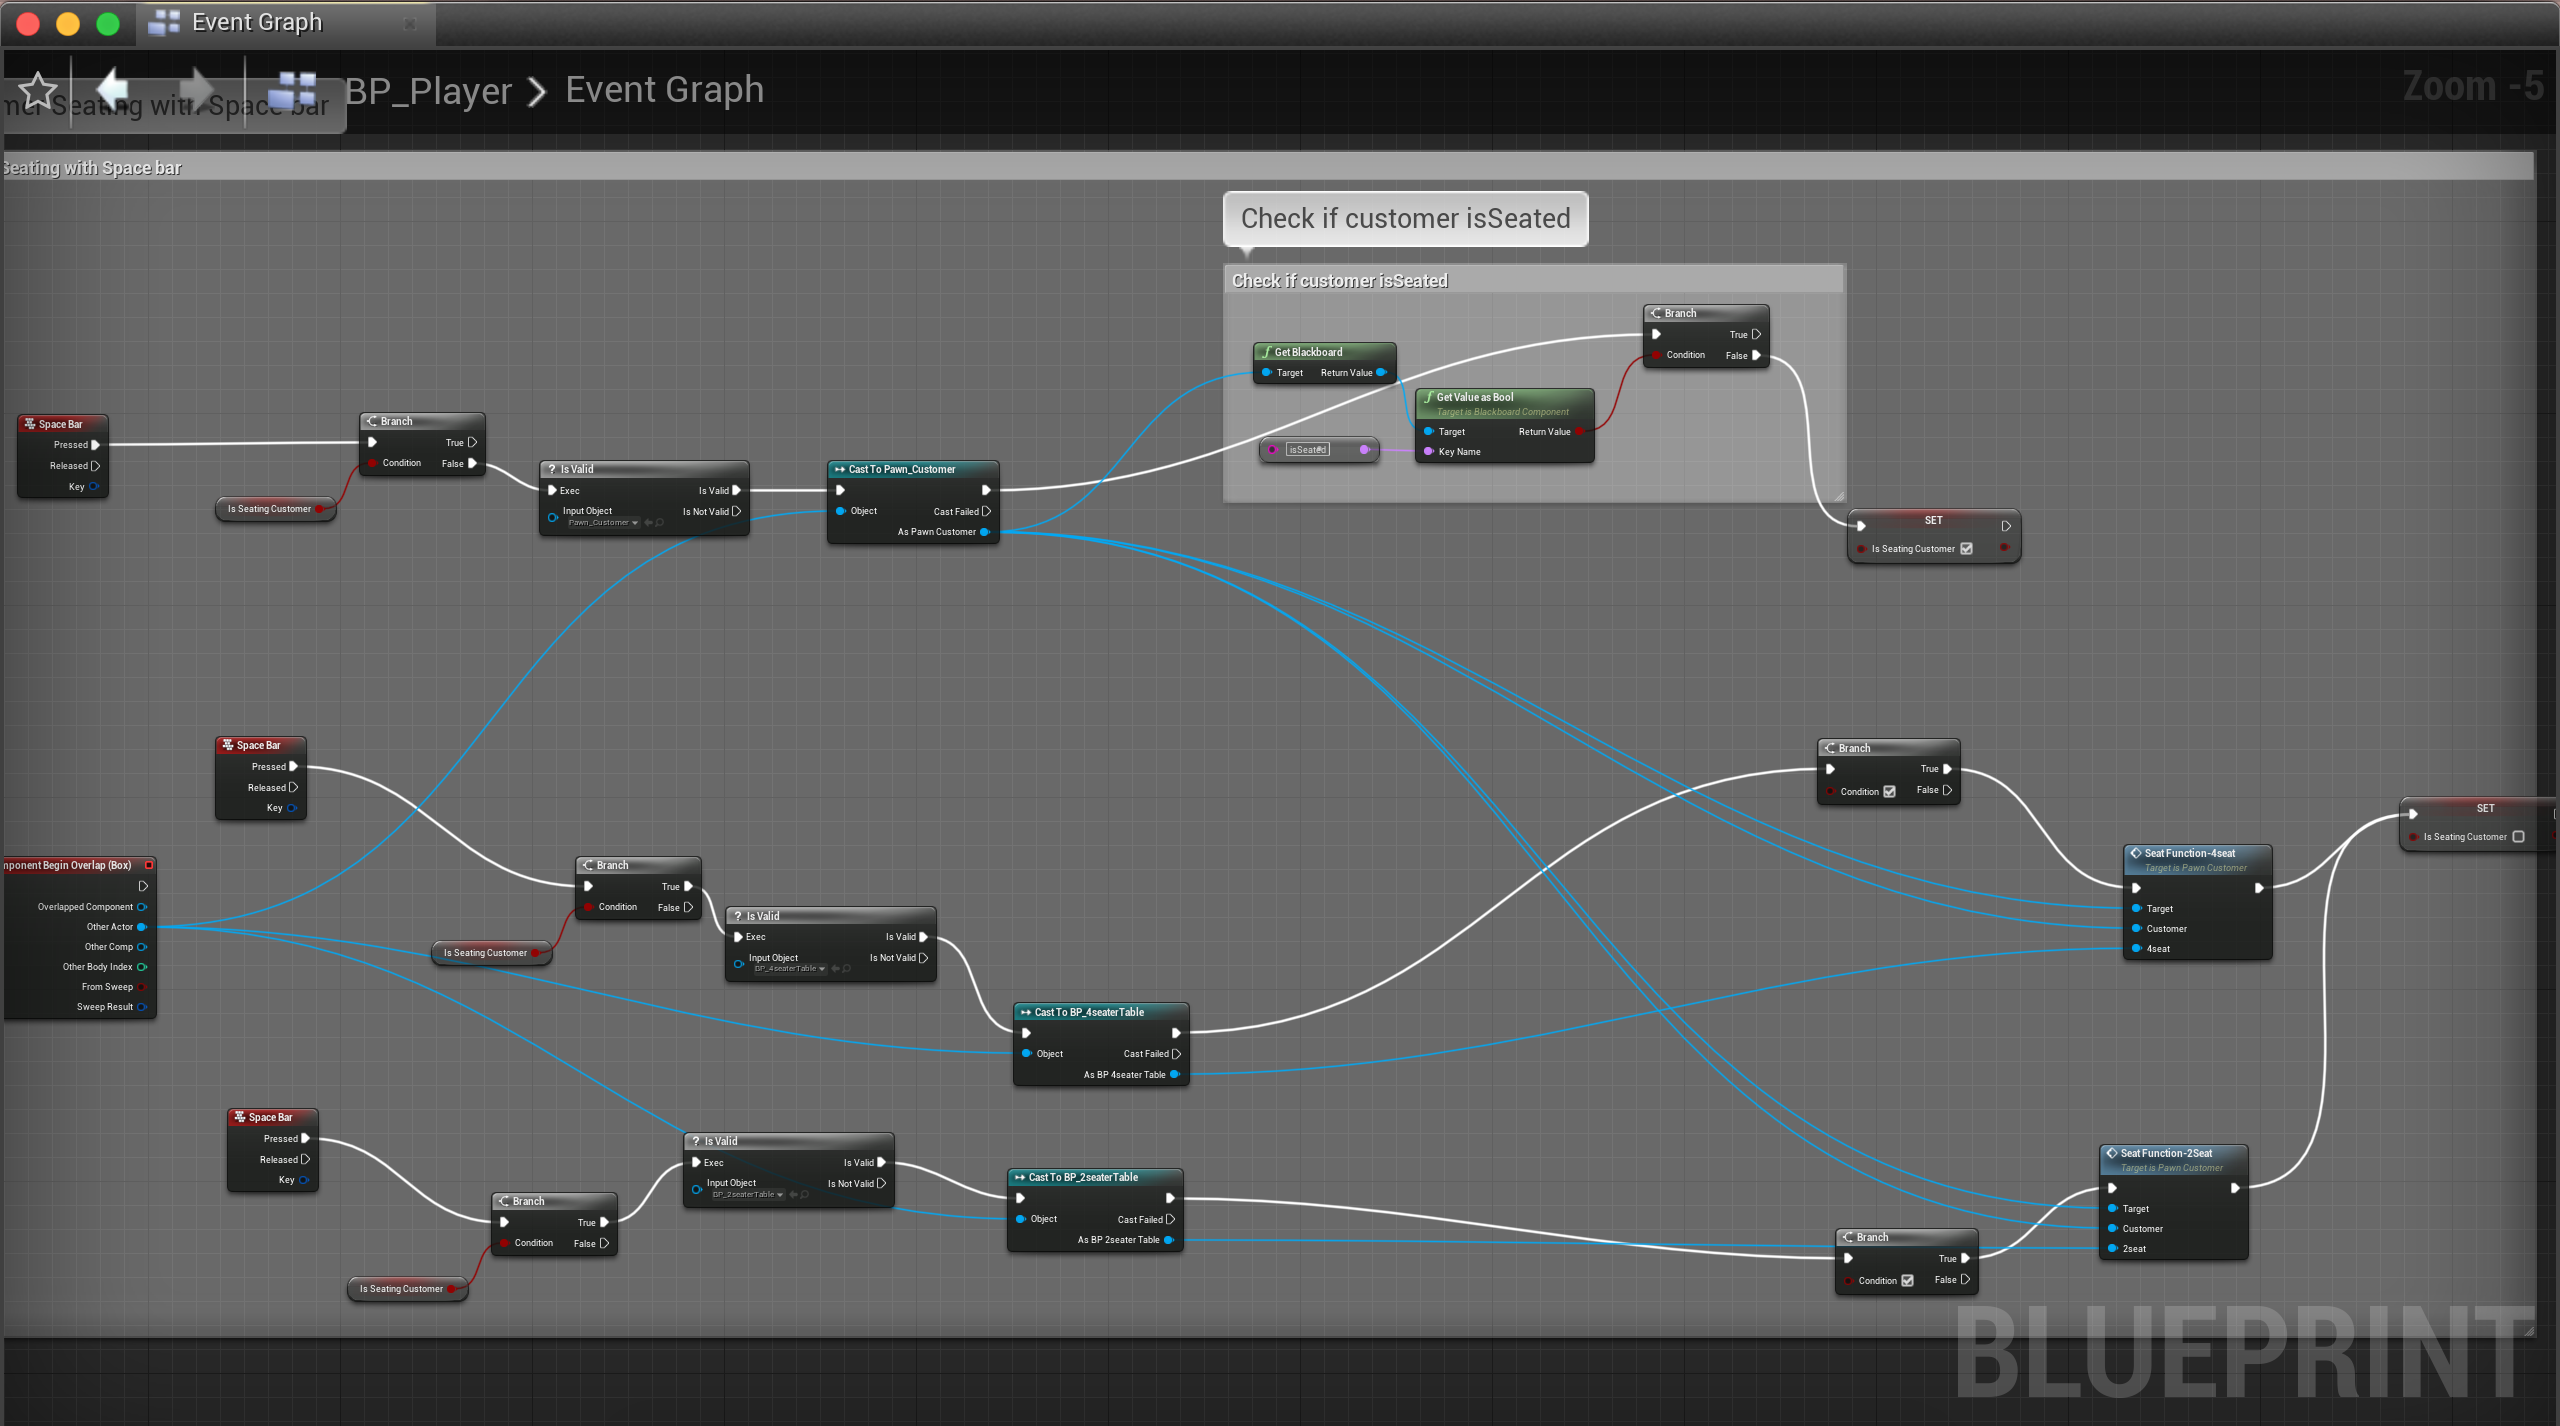 Event Graph
BP_Player > Event Graph
Zoom -5
mer Seating with Space bar
Seating with Space bar
Check if customer isSeated
Check if customer isSeated
Branch
True
Condition
False
Get Blackboard
Target
Return Value
Get Value as Bool
Target is Blackboard Component
Target
Return Value
Key Name
isSeated
Space Bar
Pressed
Released
Key
Branch
True
Condition
False
Is Seating Customer
Is Valid
Exec
Is Valid
Input Object
Is Not Valid
Pawn_Customer
Cast To Pawn_Customer
Object
Cast Failed
As Pawn Customer
SET
Is Seating Customer
Space Bar
Pressed
Released
Key
mponent Begin Overlap (Box)
Overlapped Component
Other Actor
Other Comp
Other Body Index
From Sweep
Sweep Result
Branch
True
Condition
False
Is Seating Customer
Is Valid
Exec
Is Valid
Input Object
Is Not Valid
BP_4seaterTable
Cast To BP_4seaterTable
Object
Cast Failed
As BP 4seater Table
Branch
True
Condition
False
Seat Function-4seat
Target is Pawn Customer
Target
Customer
4seat
SET
Is Seating Customer
Space Bar
Pressed
Released
Key
Branch
True
Condition
False
Is Seating Customer
Is Valid
Exec
Is Valid
Input Object
Is Not Valid
BP_2seaterTable
Cast To BP_2seaterTable
Object
Cast Failed
As BP 2seater Table
Branch
True
Condition
False
Seat Function-2Seat
Target is Pawn Customer
Target
Customer
2seat
BLUEPRINT